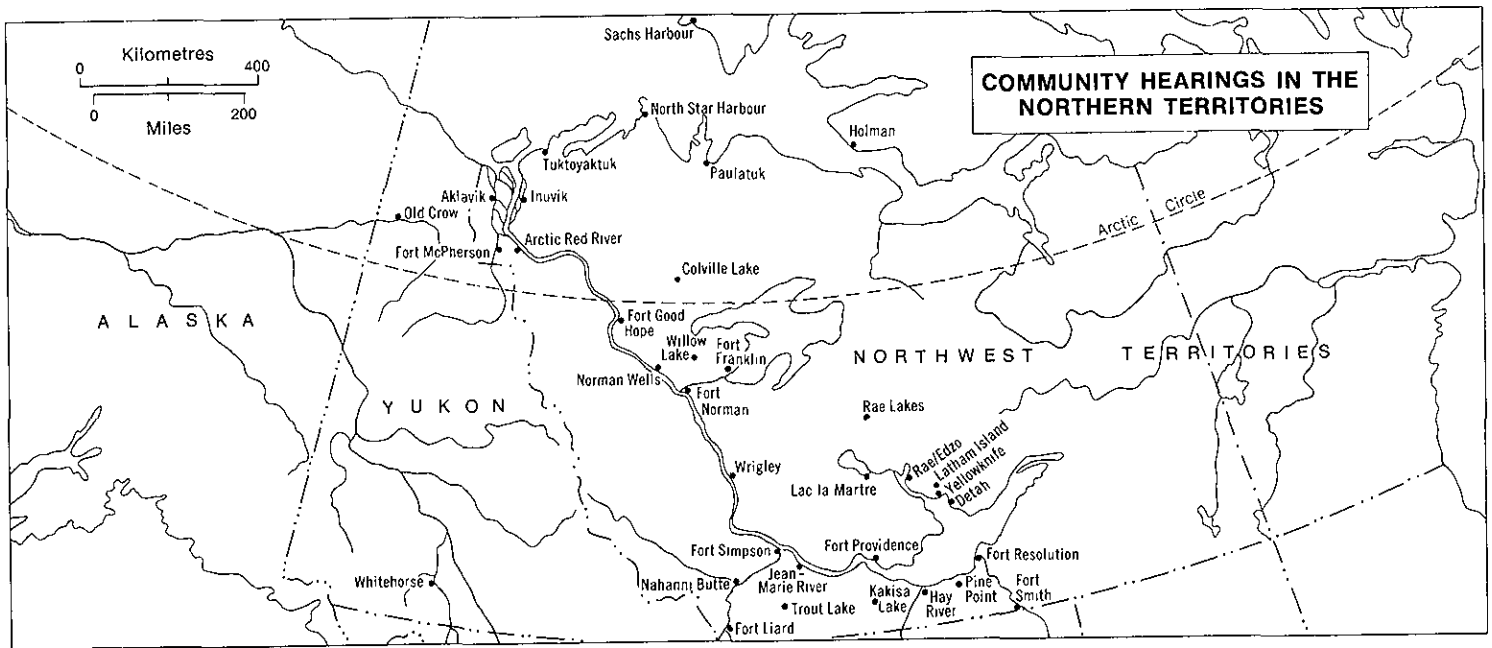 Kilometres
0 400
0 200
Miles
COMMUNITY HEARINGS IN THE
NORTHERN TERRITORIES
Sachs Harbour
North Star Harbour
Holman
Tuktoyaktuk
Paulatuk
Aklavik
Inuvik
Old Crow
Arctic Circle
Fort McPherson
Arctic Red River
Colville Lake
ALASKA
Fort Good
Hope
Willow
Lake
Fort
Franklin
NORTHWEST TERRITORIES
Norman Wells
Fort
Norman
YUKON
Rae Lakes
Rae/Edzo
Latham Island
Yellowknife
Detah
Wrigley
Lac la Martre
Fort Simpson
Fort Providence
Fort Resolution
Whitehorse
Nahanni Butte
Jean-
Marie River
Trout Lake
Kakisa
Lake
Hay
River
Pine
Point
Fort
Smith
Fort Liard